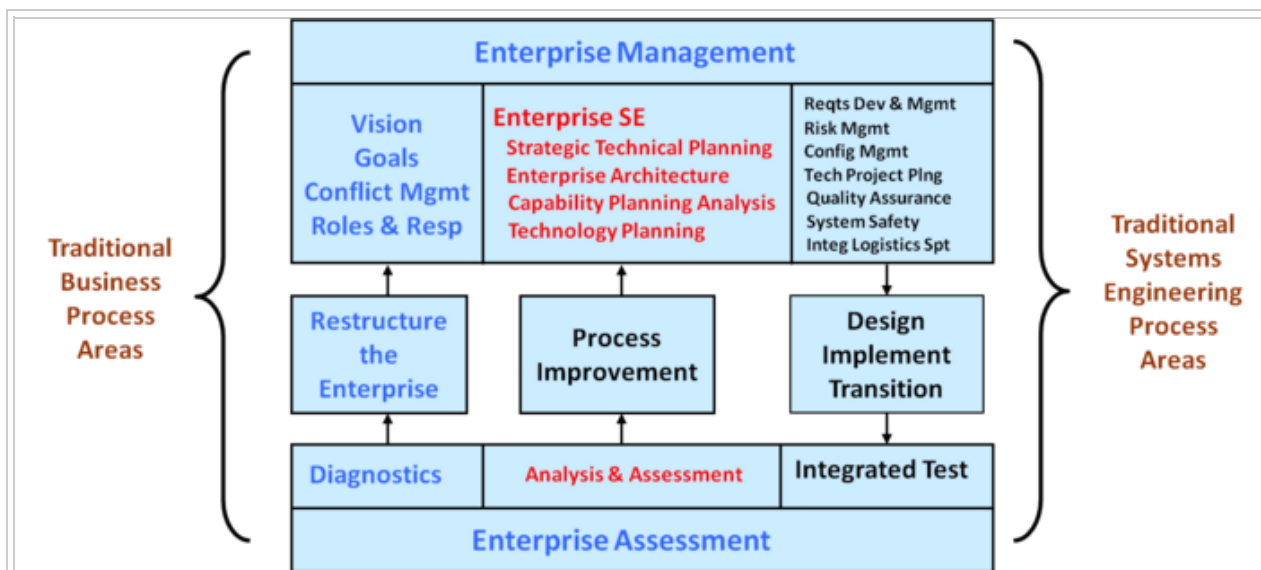 Enterprise Management
Traditional
Business
Process
Areas
Vision
Goals
Conflict Mgmt
Roles & Resp
Enterprise SE
Strategic Technical Planning
Enterprise Architecture
Capability Planning Analysis
Technology Planning
Reqts Dev & Mgmt
Risk Mgmt
Config Mgmt
Tech Project Plng
Quality Assurance
System Safety
Integ Logistics Spt
Restructure
the
Enterprise
Process
Improvement
Design
Implement
Transition
Diagnostics
Analysis & Assessment
Integrated Test
Enterprise Assessment
Traditional
Systems
Engineering
Process
Areas